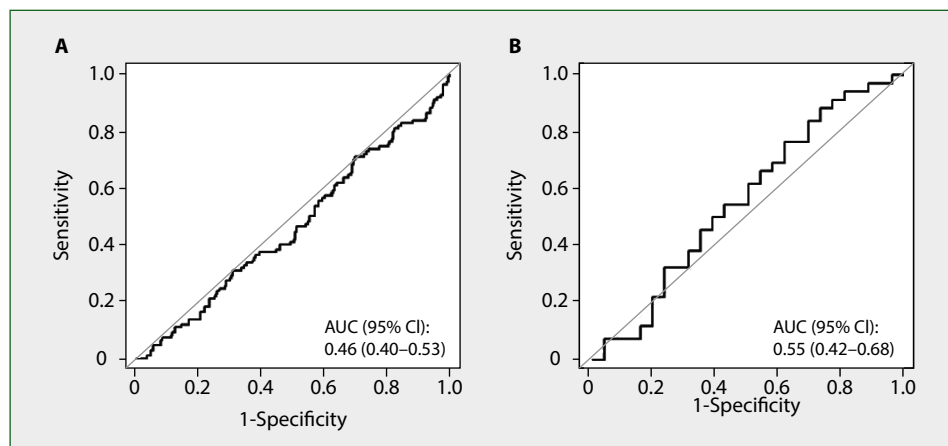 A
1.0
0.8
0.6
0.4
0.2
0
Sensitivity
AUC (95% CI):
0.46 (0.40–0.53)
0 0.2 0.4 0.6 0.8 1.0
1-Specificity
B
1.0
0.8
0.6
0.4
0.2
0
Sensitivity
AUC (95% CI):
0.55 (0.42–0.68)
0 0.2 0.4 0.6 0.8 1.0
1-Specificity